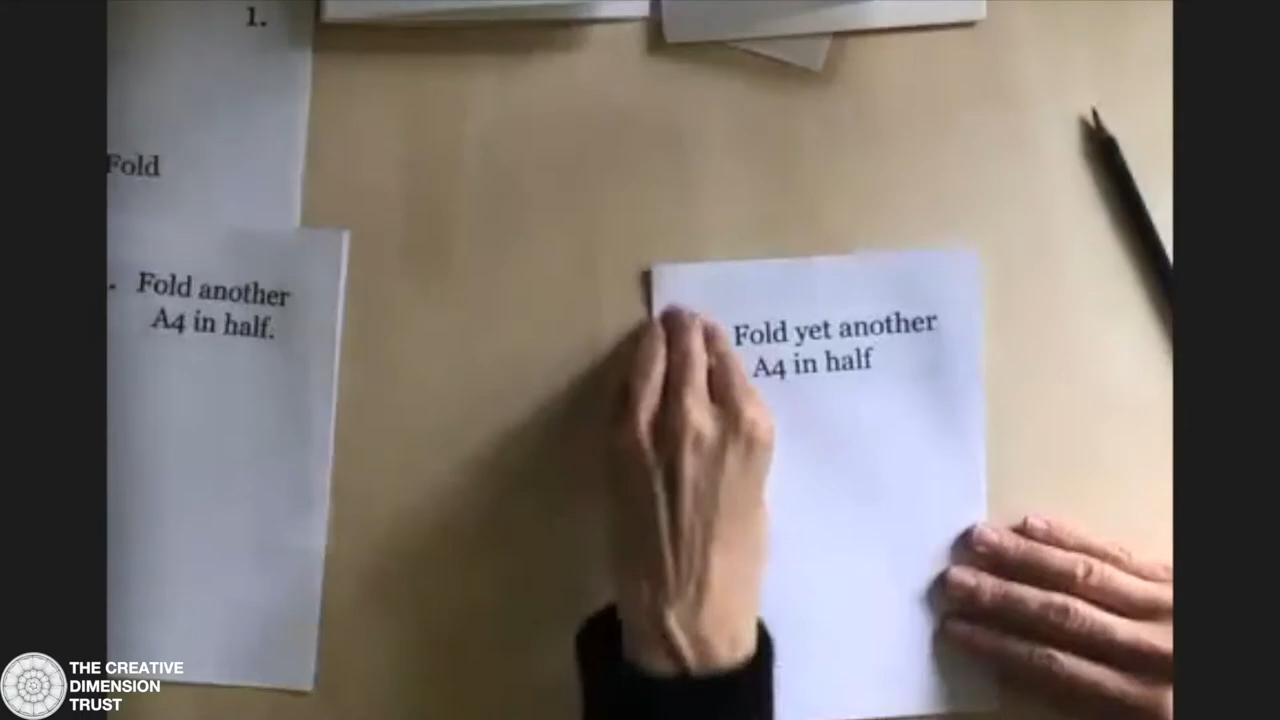 1.
Fold
. Fold another
A4 in half.
Fold yet another
A4 in half
THE CREATIVE
DIMENSION
TRUST